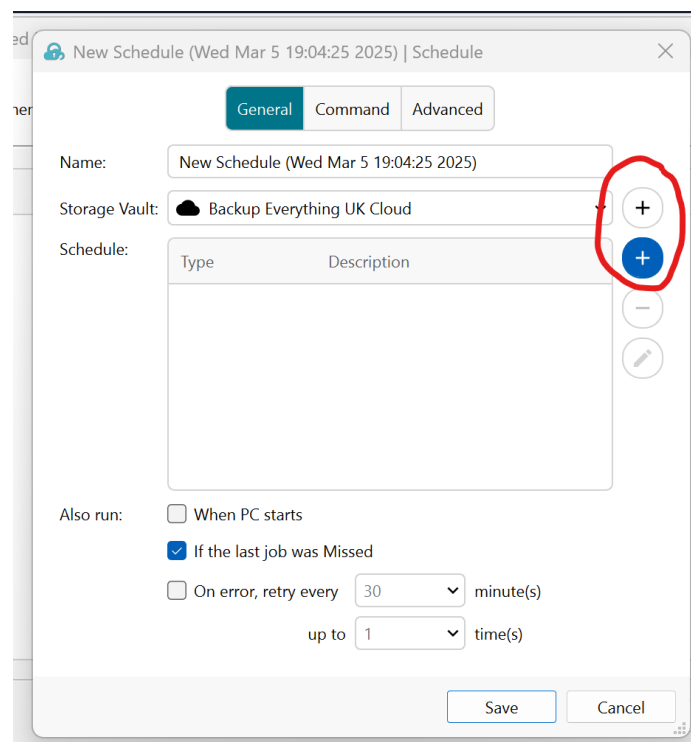 ed
New Schedule (Wed Mar 5 19:04:25 2025) | Schedule
ner
General Command Advanced
Name: New Schedule (Wed Mar 5 19:04:25 2025)
Storage Vault: Backup Everything UK Cloud
Schedule:
Type Description
Also run: When PC starts
If the last job was Missed
On error, retry every 30 minute(s)
up to 1 time(s)
Save Cancel